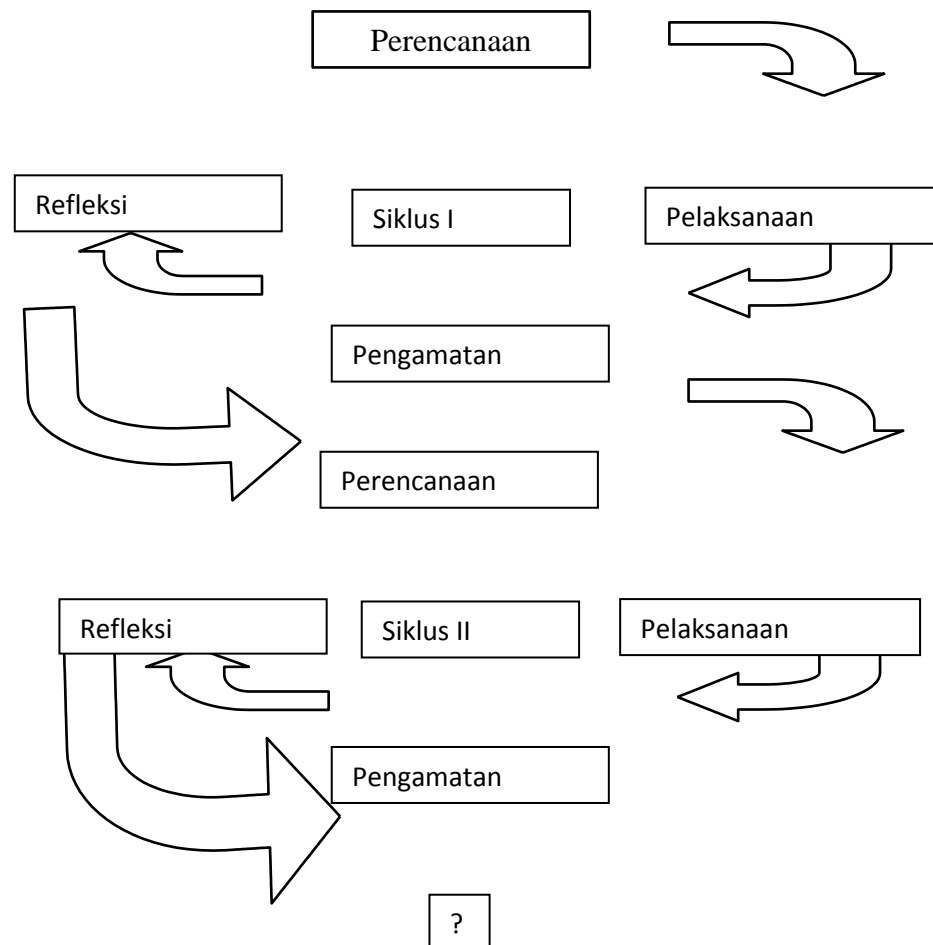 Perencanaan
Refleksi
Siklus I
Pelaksanaan
Pengamatan
Perencanaan
Refleksi
Siklus II
Pelaksanaan
Pengamatan
?